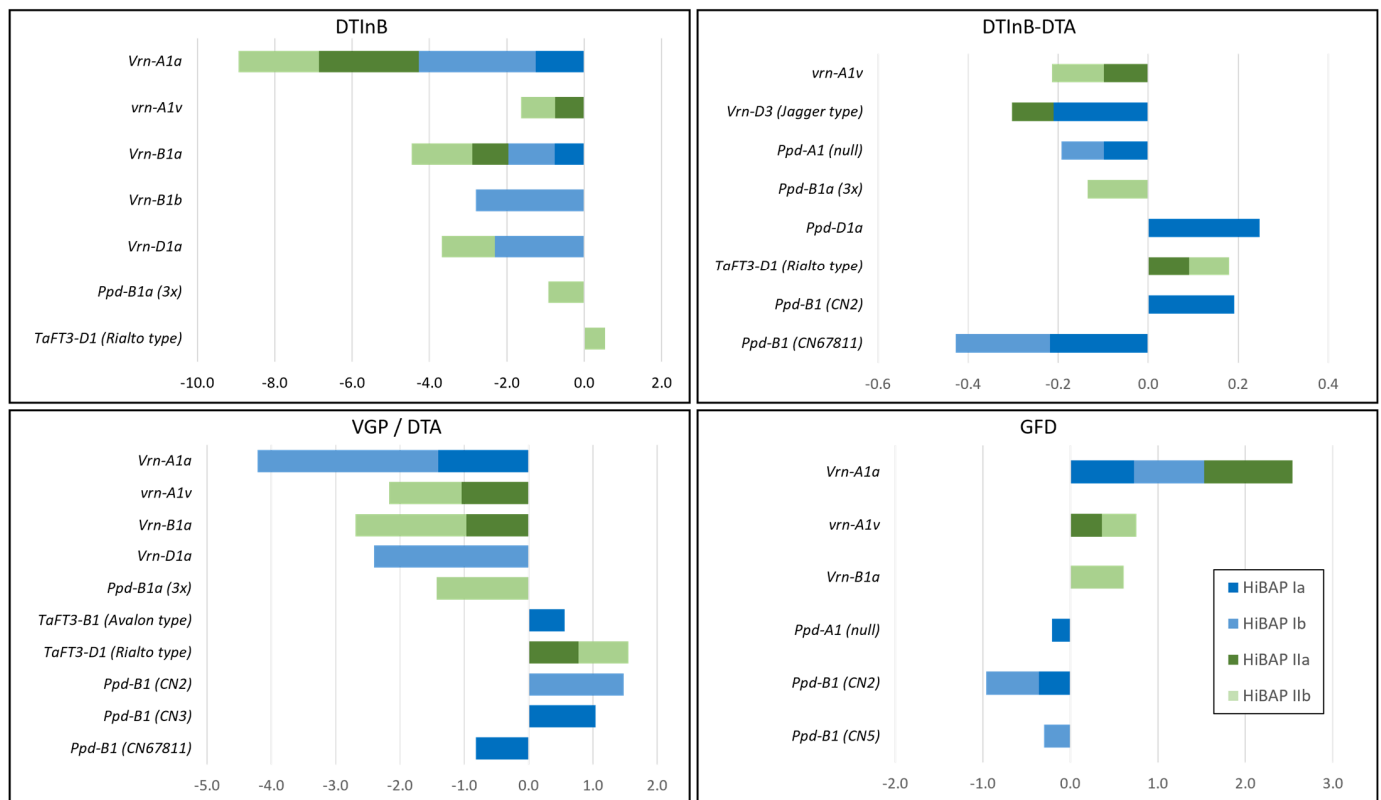 DTInB
Vrn-A1a
vrn-A1v
Vrn-B1a
Vrn-B1b
Vrn-D1a
Ppd-B1a (3x)
TaFT3-D1 (Rialto type)
-10.0 -8.0 -6.0 -4.0 -2.0 0.0 2.0
DTInB-DTA
vrn-A1v
Vrn-D3 (Jagger type)
Ppd-A1 (null)
Ppd-B1a (3x)
Ppd-D1a
TaFT3-D1 (Rialto type)
Ppd-B1 (CN2)
Ppd-B1 (CN67811)
-0.6 -0.4 -0.2 0.0 0.2 0.4
VGP / DTA
Vrn-A1a
vrn-A1v
Vrn-B1a
Vrn-D1a
Ppd-B1a (3x)
TaFT3-B1 (Avalon type)
TaFT3-D1 (Rialto type)
Ppd-B1 (CN2)
Ppd-B1 (CN3)
Ppd-B1 (CN67811)
-5.0 -4.0 -3.0 -2.0 -1.0 0.0 1.0 2.0
GFD
Vrn-A1a
vrn-A1v
Vrn-B1a
Ppd-A1 (null)
Ppd-B1 (CN2)
Ppd-B1 (CN5)
-2.0 -1.0 0.0 1.0 2.0 3.0
HiBAP Ia
HiBAP Ib
HiBAP IIa
HiBAP IIb